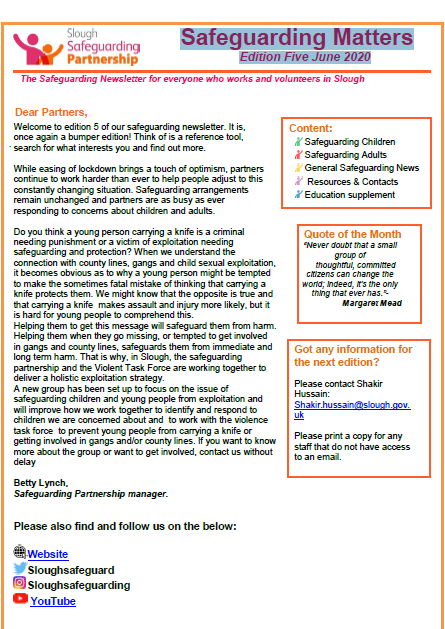 Slough
Safeguarding
Partnership
Safeguarding Matters
Edition Five June 2020
The Safeguarding Newsletter for everyone who works and volunteers in Slough
Dear Partners,
Welcome to edition 5 of our safeguarding newsletter. It is,
once again a bumper edition! Think of is a reference tool,
search for what interests you and find out more.
While easing of lockdown brings a touch of optimism, partners
continue to work harder than ever to help people adjust to this
constantly changing situation. Safeguarding arrangements
remain unchanged and partners are as busy as ever
responding to concerns about children and adults.
Do you think a young person carrying a knife is a criminal
needing punishment or a victim of exploitation needing
safeguarding and protection? When we understand the
connection with county lines, gangs and child sexual exploitation,
it becomes obvious as to why a young person might be tempted
to make the sometimes fatal mistake of thinking that carrying a
knife protects them. We might know that the opposite is true and
that carrying a knife makes assault and injury more likely, but it
is hard for young people to comprehend this.
Helping them to get this message will safeguard them from harm.
Helping them when they go missing, or tempted to get involved
in gangs and county lines, safeguards them from immediate and
long term harm. That is why, in Slough, the safeguarding
partnership and the Violent Task Force are working together to
deliver a holistic exploitation strategy.
A new group has been set up to focus on the issue of
safeguarding children and young people from exploitation and
will improve how we work together to identify and respond to
children we are concerned about and to work with the violence
task force to prevent young people from carrying a knife or
getting involved in gangs and/or county lines. If you want to know
more about the group or want to get involved, contact us without
delay
Betty Lynch,
Safeguarding Partnership manager.
Please also find and follow us on the below:
Website
Sloughsafeguard
Sloughsafeguarding
YouTube
Content:
Safeguarding Children
Safeguarding Adults
General Safeguarding News
Resources & Contacts
Education supplement
Quote of the Month
“Never doubt that a small
group of
thoughtful, committed
citizens can change the
world; Indeed, it's the only
thing that ever has."-
Margaret Mead
Got any information for
the next edition?
Please contact Shakir
Hussain:
Shakir.hussain@slough.gov.
uk
Please print a copy for any
staff that do not have access
to an email.